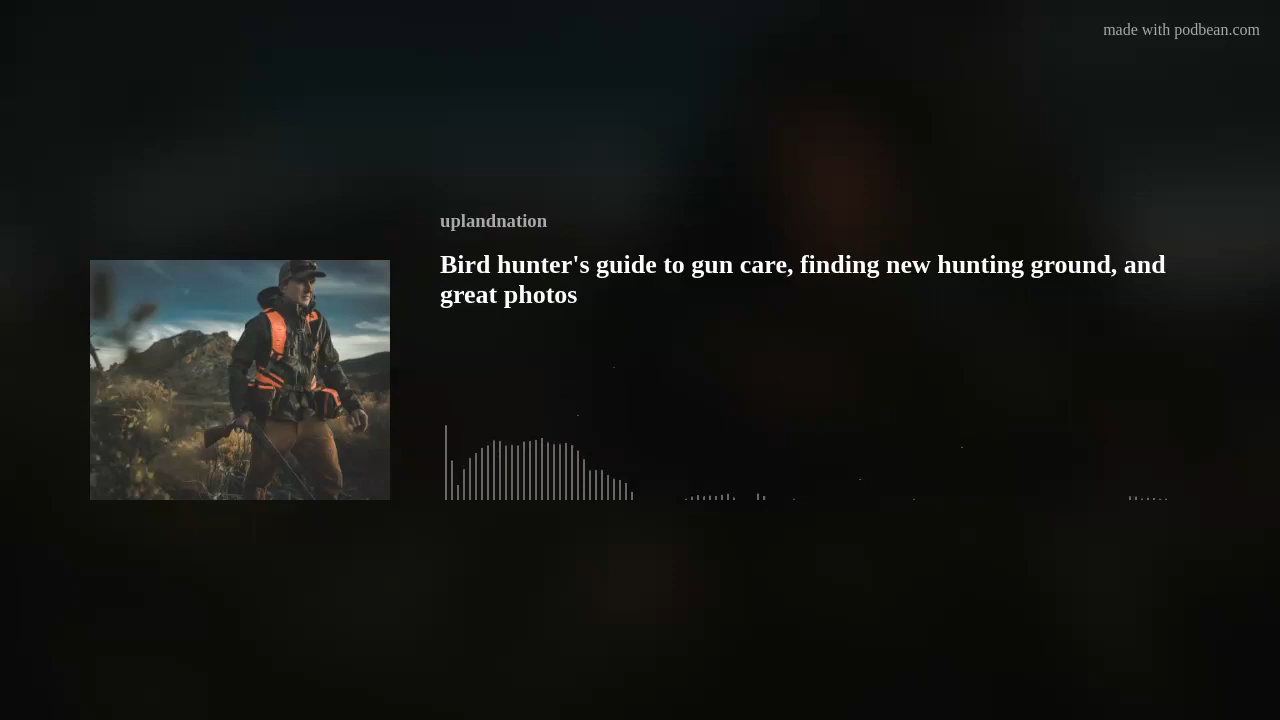 made with podbean.com
uplandnation
Bird hunter's guide to gun care, finding new hunting ground, and
great photos